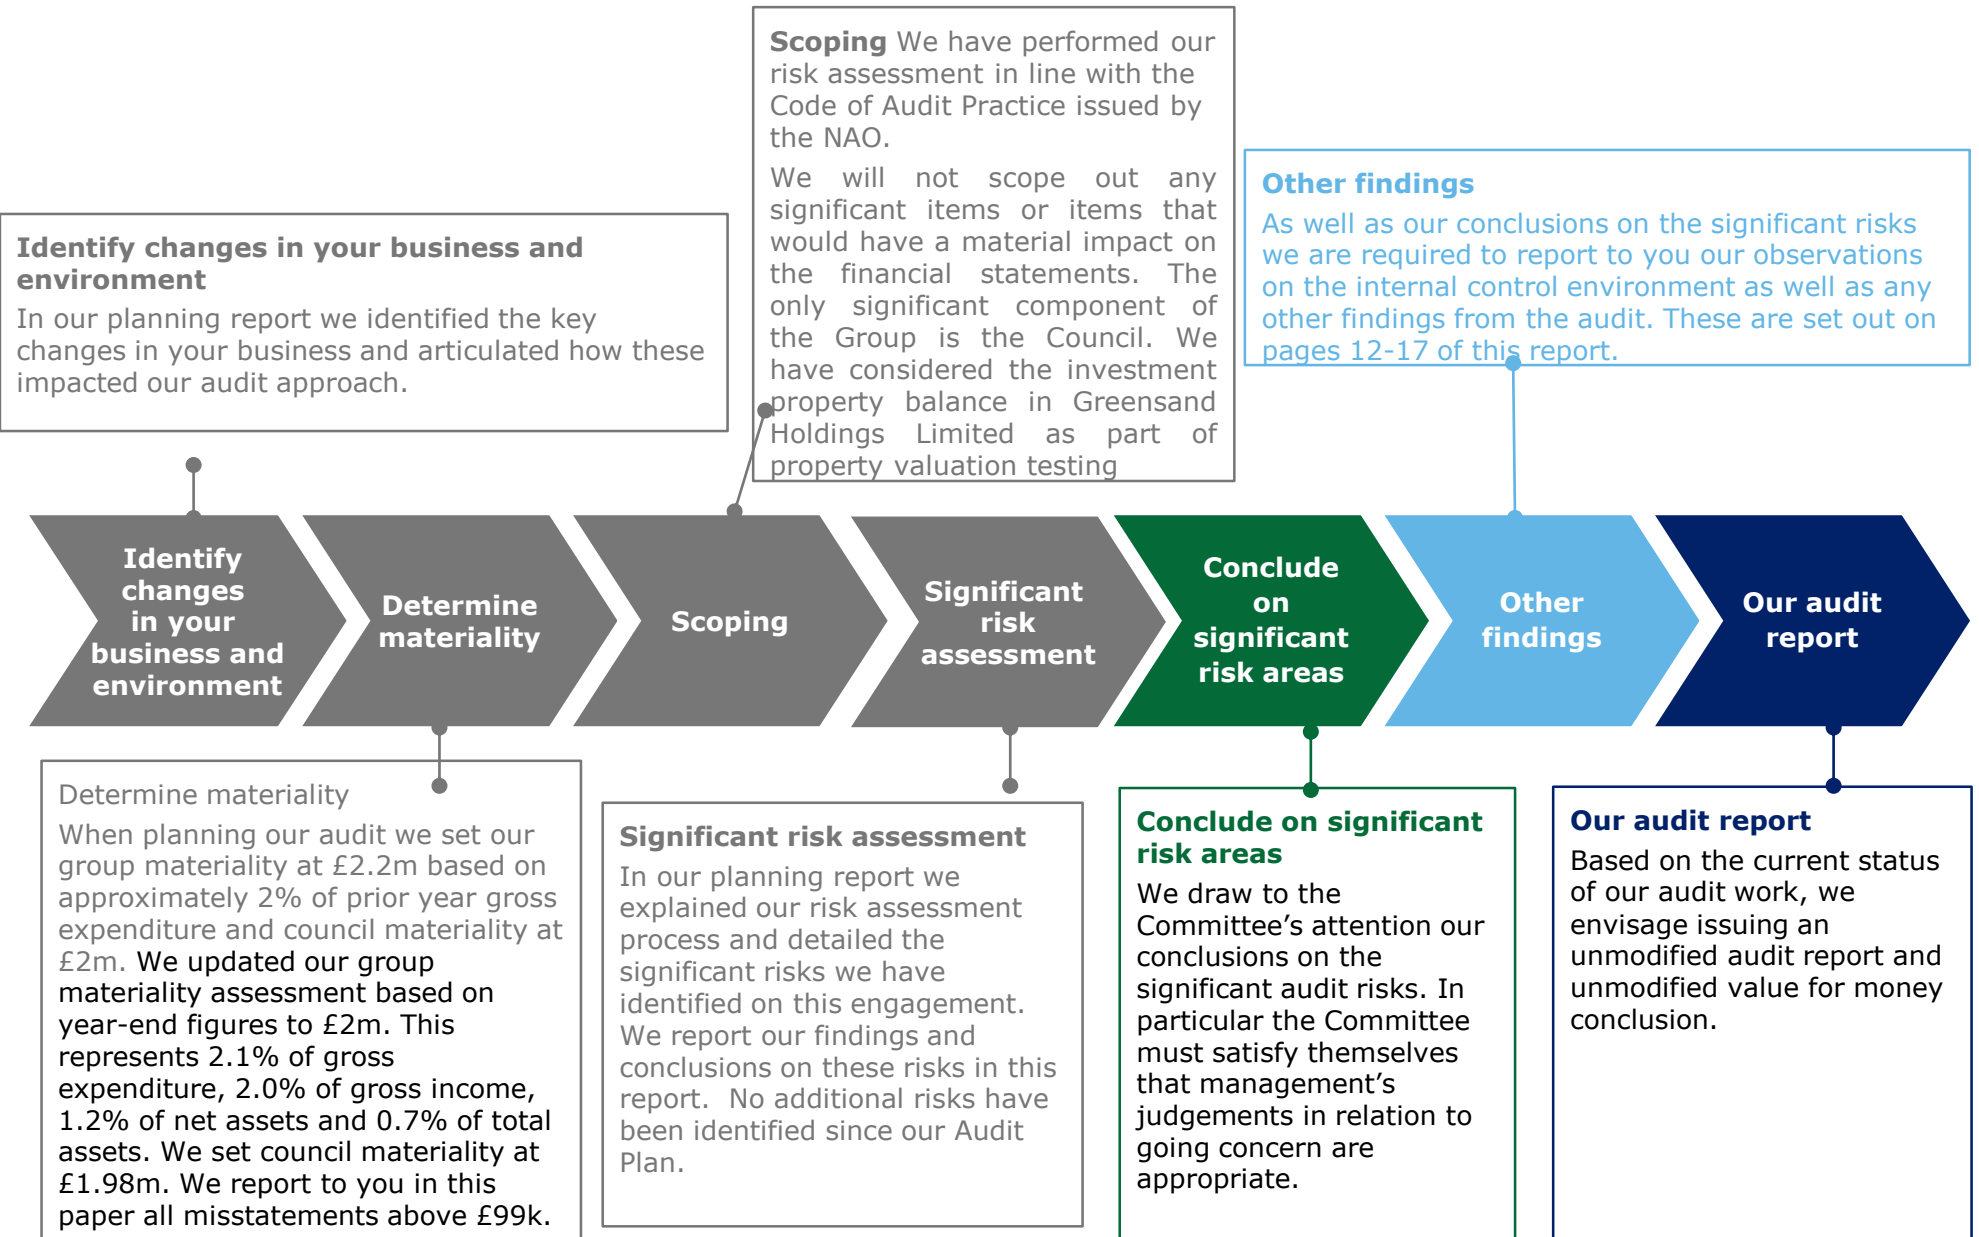 Scoping We have performed our
risk assessment in line with the
Code of Audit Practice issued by
the NAO.
We will not scope out any
significant items or items that
would have a material impact on
the financial statements. The
only significant component of
the Group is the Council. We
have considered the investment
property balance in Greensand
Holdings Limited as part of
property valuation testing
Other findings
As well as our conclusions on the significant risks
we are required to report to you our observations
on the internal control environment as well as any
other findings from the audit. These are set out on
pages 12-17 of this report.
Identify changes in your business and
environment
In our planning report we identified the key
changes in your business and articulated how these
impacted our audit approach.
Identify
changes
in your
business and
environment
Determine
materiality
Scoping
Significant
risk
assessment
Conclude
on
significant
risk areas
Other
findings
Our audit
report
Determine materiality
When planning our audit we set our
group materiality at £2.2m based on
approximately 2% of prior year gross
expenditure and council materiality at
£2m. We updated our group
materiality assessment based on
year-end figures to £2m. This
represents 2.1% of gross
expenditure, 2.0% of gross income,
1.2% of net assets and 0.7% of total
assets. We set council materiality at
£1.98m. We report to you in this
paper all misstatements above £99k.
Significant risk assessment
In our planning report we
explained our risk assessment
process and detailed the
significant risks we have
identified on this engagement.
We report our findings and
conclusions on these risks in this
report.  No additional risks have
been identified since our Audit
Plan.
Conclude on significant
risk areas
We draw to the
Committee’s attention our
conclusions on the
significant audit risks. In
particular the Committee
must satisfy themselves
that management’s
judgements in relation to
going concern are
appropriate.
Our audit report
Based on the current status
of our audit work, we
envisage issuing an
unmodified audit report and
unmodified value for money
conclusion.